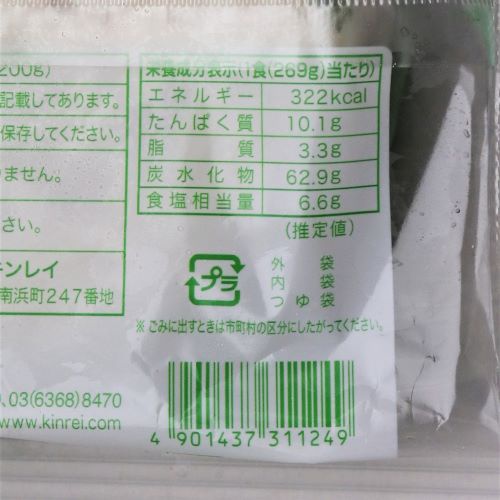 200g)
栄養成分表示(1食(269g)当たり)
記載してあります。
エネルギー 322kcal
保存してください。
たんぱく質 10.1g
脂質 3.3g
りません。
炭水化物 62.9g
食塩相当量 6.6g
さい。
(推定値)
キンレイ
南浜町247番地
プラ
外袋
内袋
つゆ袋
※ごみに出すときは市町村の区分にしたがってください。
03(6368)8470
www.kinrei.com
4 901437 311249